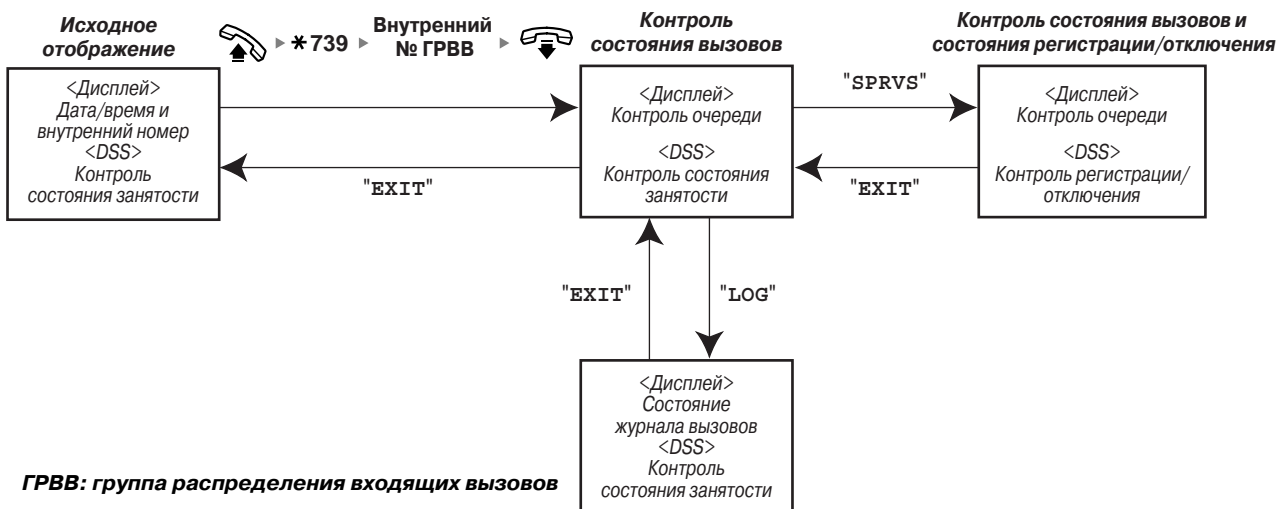 Исходное
отображение
*739
Внутренний
№ ГРВВ
Контроль
состояния вызовов
Контроль состояния вызовов и
состояния регистрации/отключения
<Дисплей>
Дата/время и
внутренний номер
<DSS>
Контроль
состояния занятости
"EXIT"
<Дисплей>
Контроль очереди
<DSS>
Контроль состояния
занятости
"SPRVS"
"EXIT"
<Дисплей>
Контроль очереди
<DSS>
Контроль регистрации/
отключения
"EXIT"
"LOG"
<Дисплей>
Состояние
журнала вызовов
<DSS>
Контроль
состояния занятости
ГРВВ: группа распределения входящих вызовов